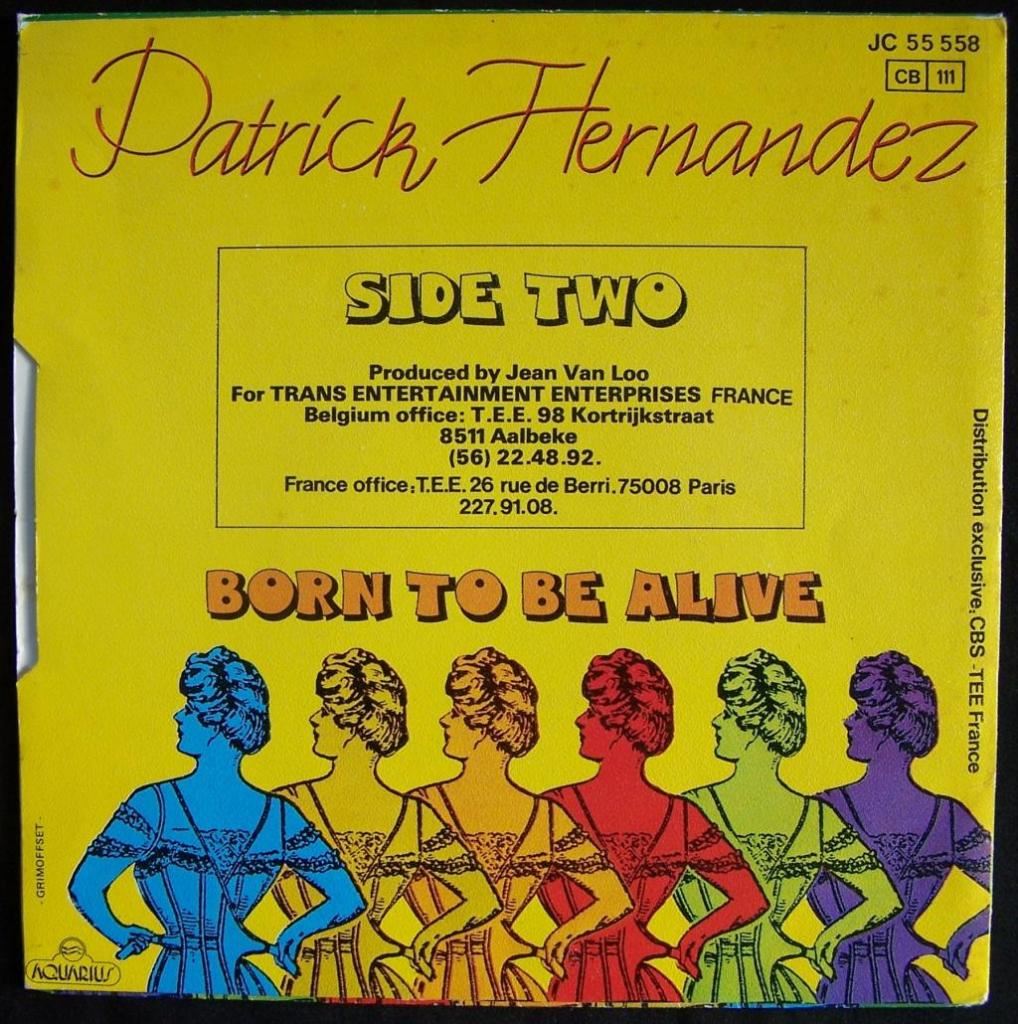 JC 55 558
CB 111
Patrick Hernandez
SIDE TWO
Produced by Jean Van Loo
For TRANS ENTERTAINMENT ENTERPRISES FRANCE
Belgium office: T.E.E. 98 Kortrijkstraat
8511 Aalbeke
(56) 22.48.92.
France office:T.E.E. 26 rue de Berri.75008 Paris
227.91.08.
BORN TO BE ALIVE
Distribution exclusive: CBS -TEE France
- GRIMOFFSET -
AQUARIUS